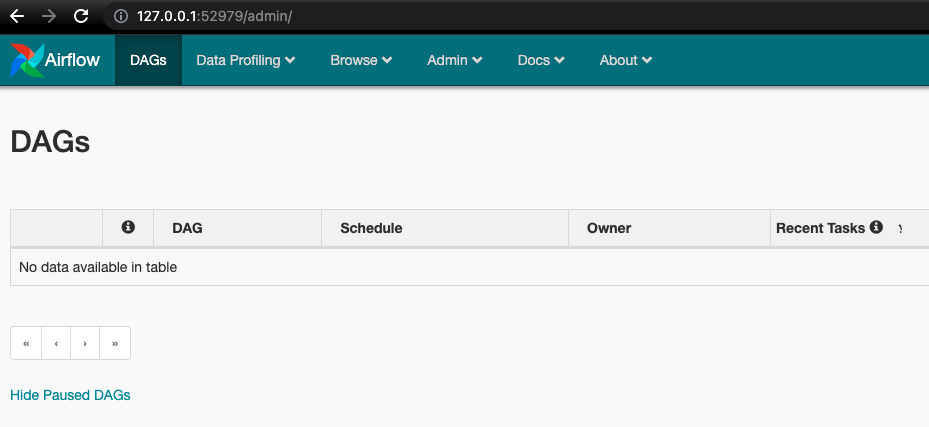 127.0.0.1:52979/admin/
Airflow DAGs Data Profiling Browse Admin Docs About
DAGs
DAG Schedule Owner Recent Tasks
No data available in table
« ‹ › »
Hide Paused DAGs